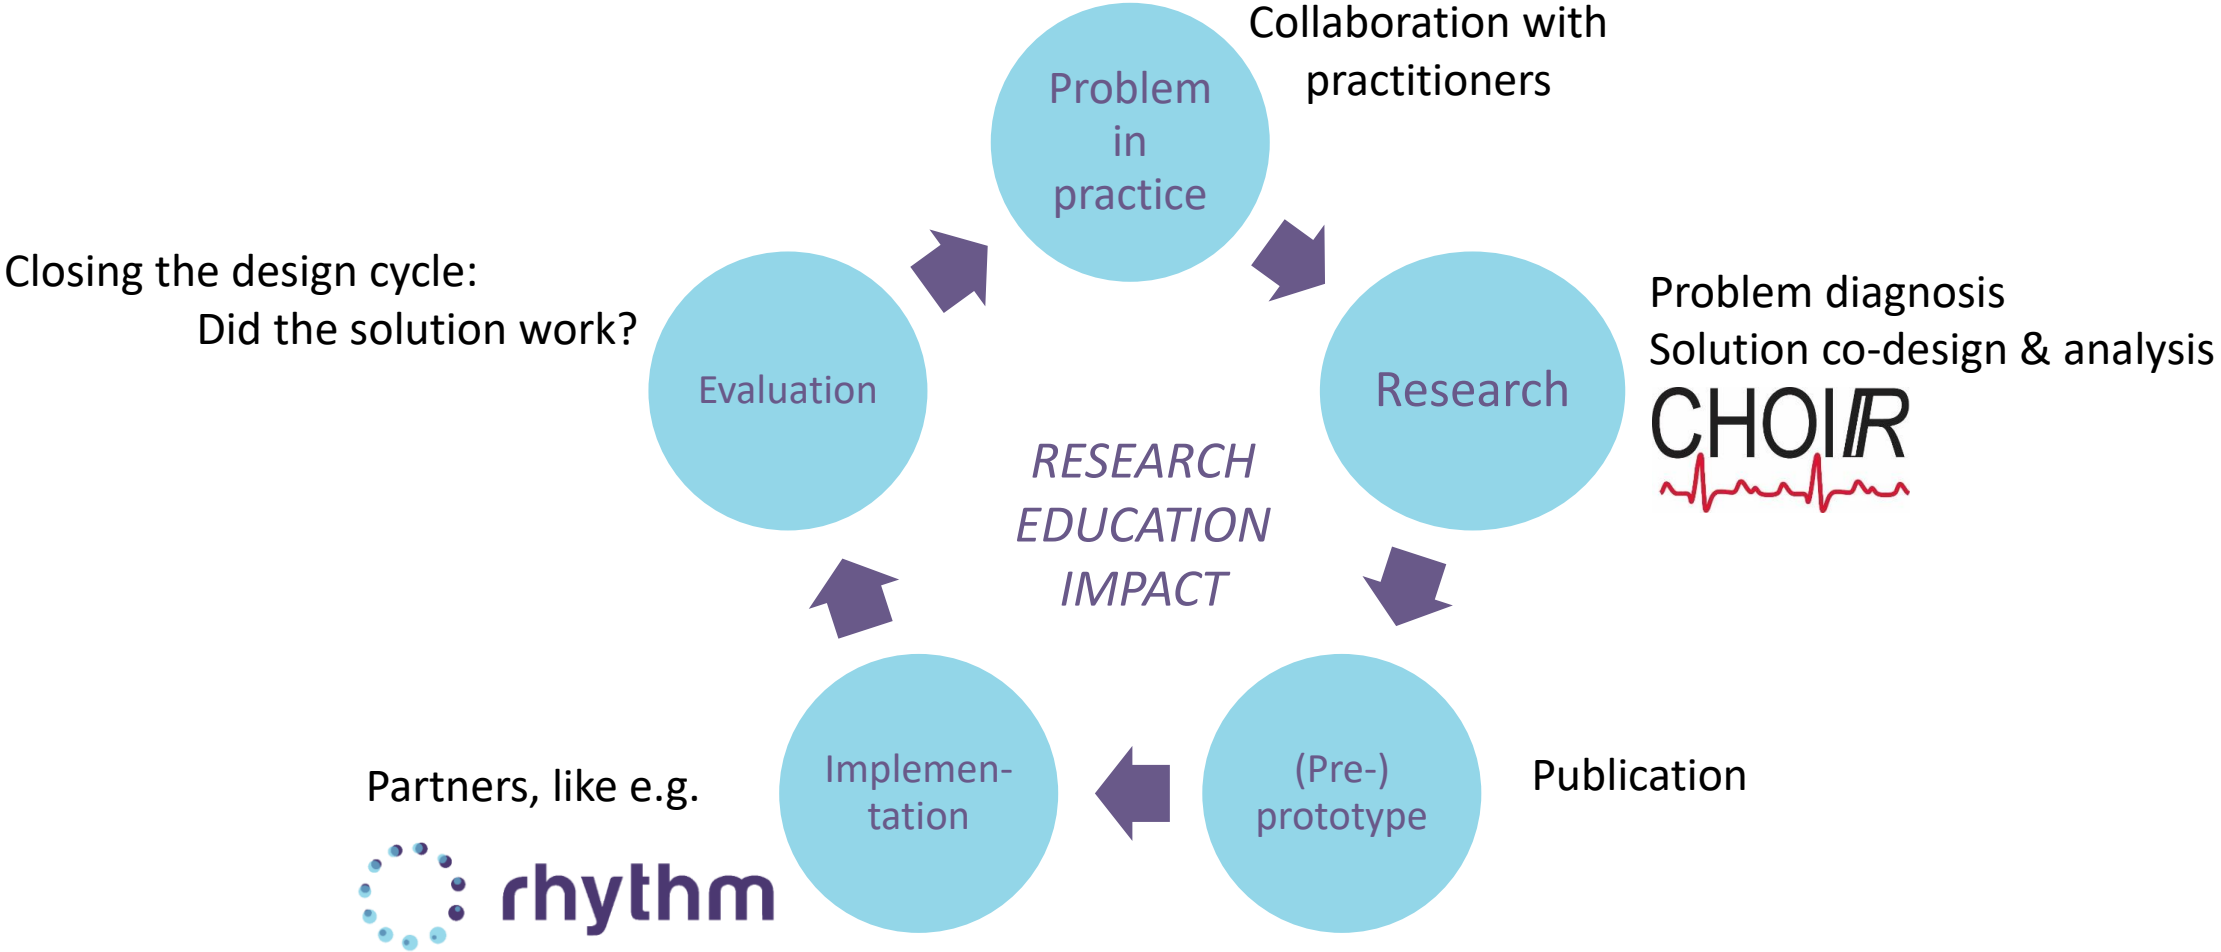 Collaboration with
practitioners
Problem
in
practice
Closing the design cycle:
Did the solution work?
Evaluation
Research
Problem diagnosis
Solution co-design & analysis
CHOIR
RESEARCH
EDUCATION
IMPACT
Implemen-
tation
(Pre-)
prototype
Publication
Partners, like e.g.
rhythm